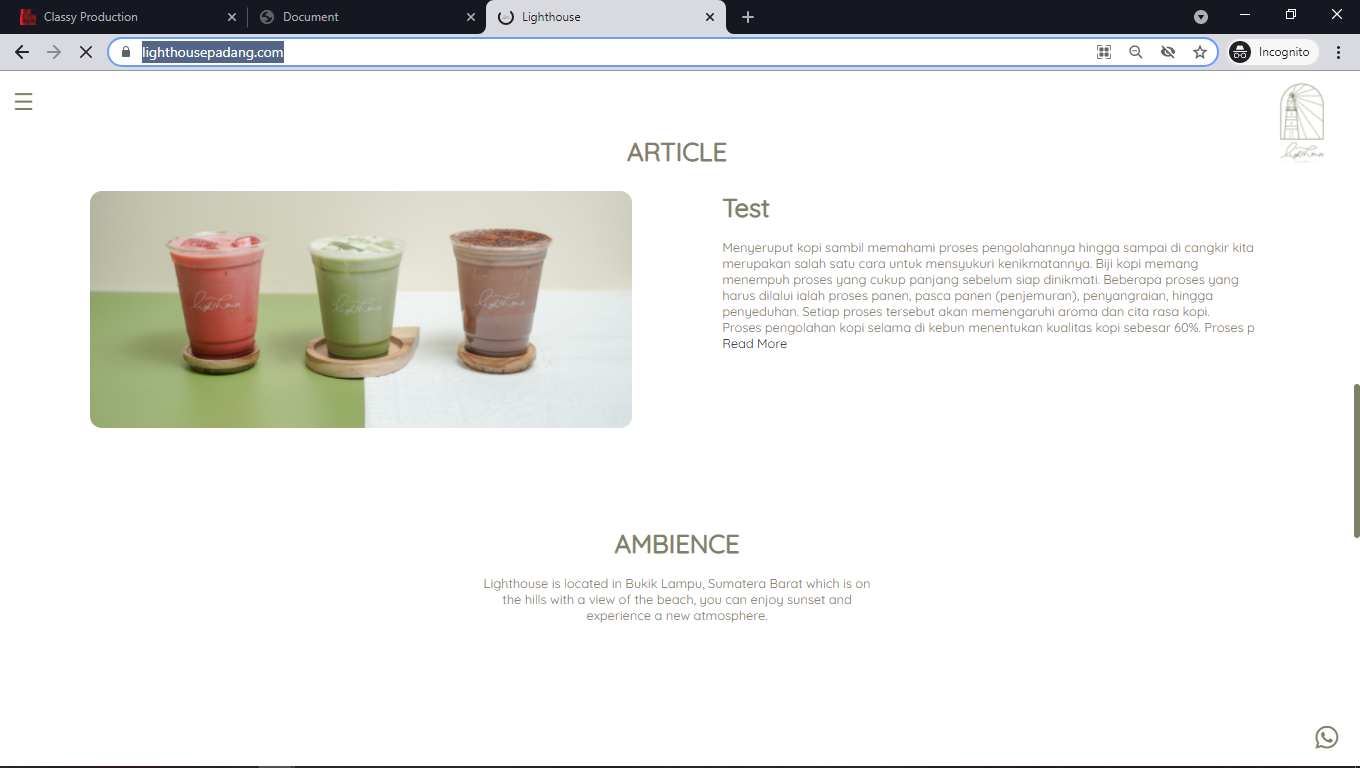 Classy Production
Document
Lighthouse
lighthousepadang.com
Incognito
lighthouse
ARTICLE
lighthouse
lighthouse
lighthouse
Test
Menyeruput kopi sambil memahami proses pengolahannya hingga sampai di cangkir kita
merupakan salah satu cara untuk mensyukuri kenikmatannya. Biji kopi memang
menempuh proses yang cukup panjang sebelum siap dinikmati. Beberapa proses yang
harus dilalui ialah proses panen, pasca panen (penjemuran), penyangraian, hingga
penyeduhan. Setiap proses tersebut akan memengaruhi aroma dan cita rasa kopi.
Proses pengolahan kopi selama di kebun menentukan kualitas kopi sebesar 60%. Proses p
Read More
AMBIENCE
Lighthouse is located in Bukik Lampu, Sumatera Barat which is on
the hills with a view of the beach, you can enjoy sunset and
experience a new atmosphere.